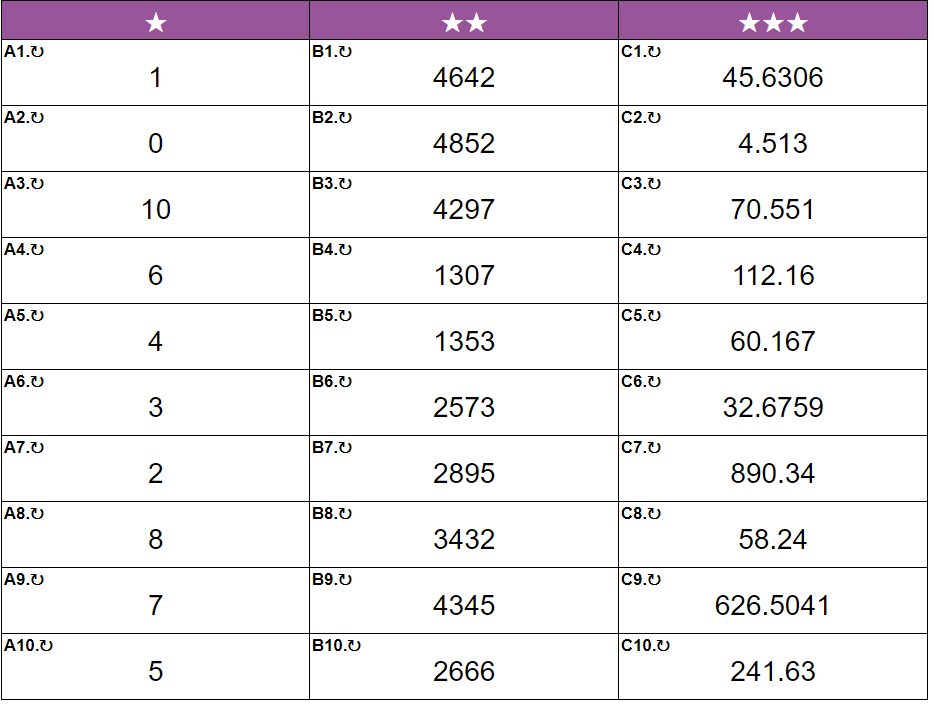 ★ ★★ ★★★
A1.↻ B1.↻ C1.↻
1 4642 45.6306
A2.↻ B2.↻ C2.↻
0 4852 4.513
A3.↻ B3.↻ C3.↻
10 4297 70.551
A4.↻ B4.↻ C4.↻
6 1307 112.16
A5.↻ B5.↻ C5.↻
4 1353 60.167
A6.↻ B6.↻ C6.↻
3 2573 32.6759
A7.↻ B7.↻ C7.↻
2 2895 890.34
A8.↻ B8.↻ C8.↻
8 3432 58.24
A9.↻ B9.↻ C9.↻
7 4345 626.5041
A10.↻ B10.↻ C10.↻
5 2666 241.63